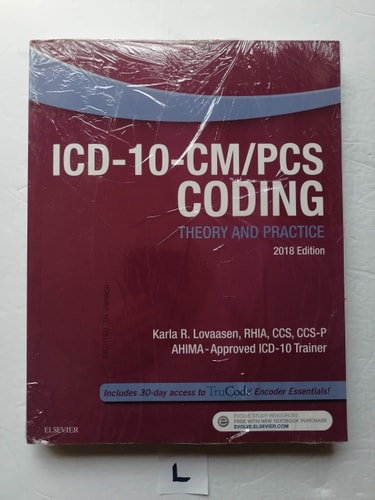 ICD-10-CM/PCS
CODING
THEORY AND PRACTICE
2018 Edition
Karla R. Lovaasen, RHIA, CCS, CCS-P
AHIMA-Approved ICD-10 Trainer
Includes 30-day access to TruCode Encoder Essentials!
ELSEVIER
e
EVOLVE STUDY RESOURCES
FREE WITH NEW TEXTBOOK PURCHASE
EVOLVE.ELSEVIER.COM
L